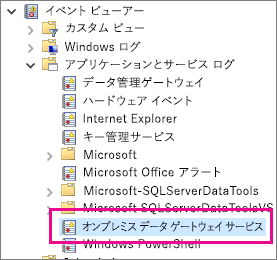 イベント ビューアー
カスタム ビュー
Windows ログ
アプリケーションとサービス ログ
データ管理ゲートウェイ
ハードウェア イベント
Internet Explorer
キー管理サービス
Microsoft
Microsoft Office アラート
Microsoft-SQLServerDataTools
Microsoft-SQLServerDataToolsVS
オンプレミス データ ゲートウェイ サービス
Windows PowerShell